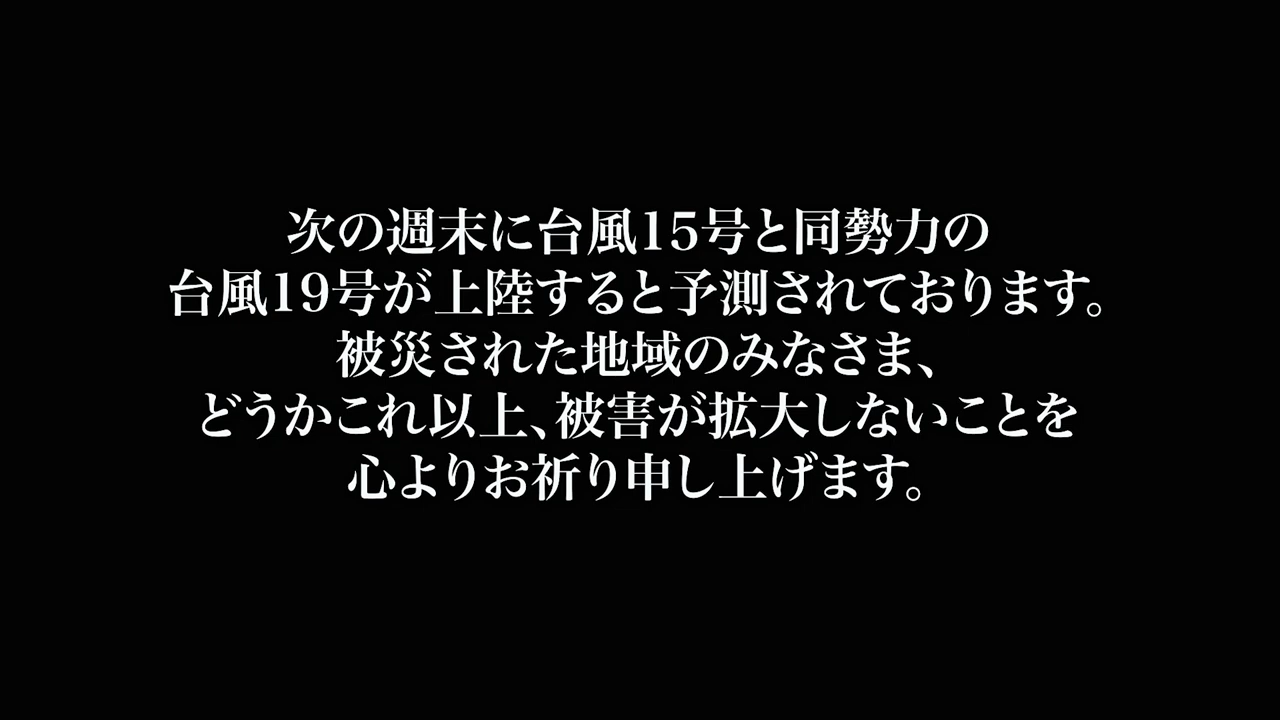 次の週末に台風15号と同勢力の
台風19号が上陸すると予測されております。
被災された地域のみなさま、
どうかこれ以上、被害が拡大しないことを
心よりお祈り申し上げます。